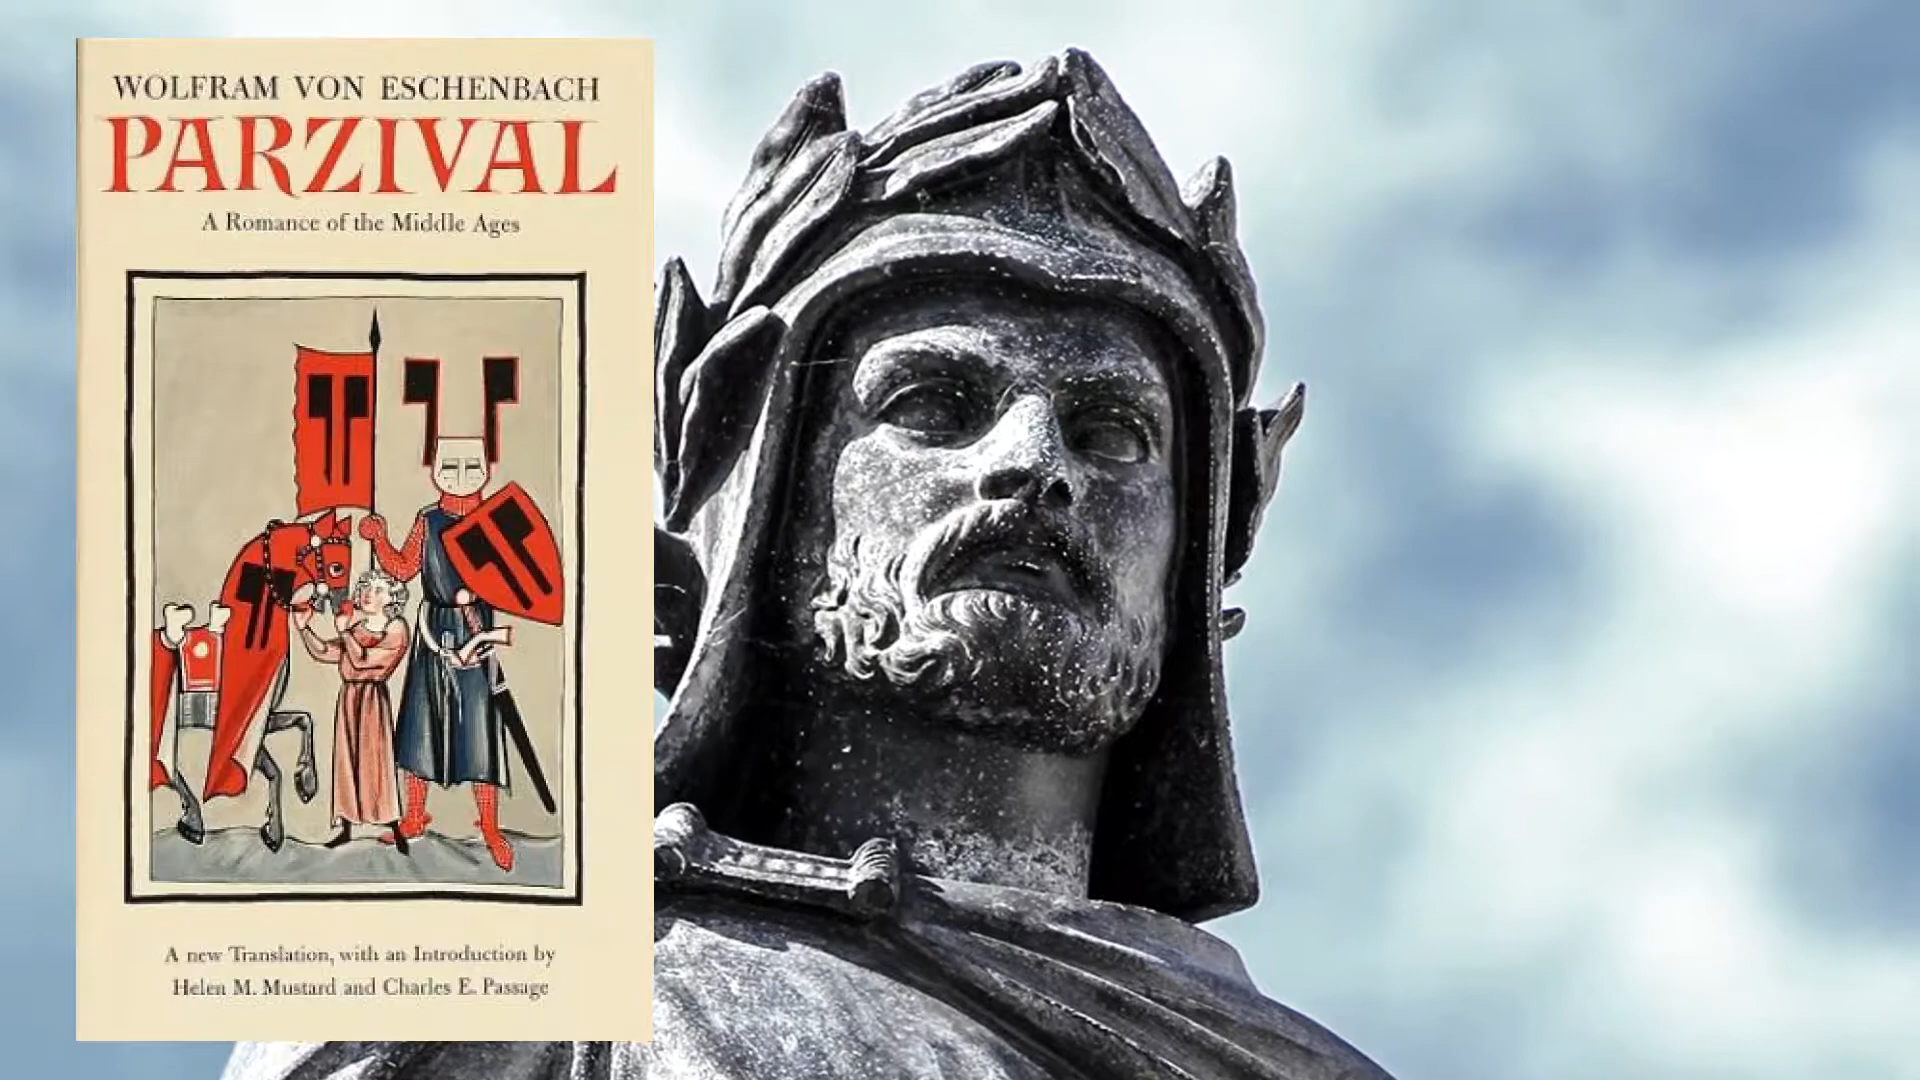 WOLFRAM VON ESCHENBACH
PARZIVAL
A Romance of the Middle Ages
A new Translation, with an Introduction by
Helen M. Mustard and Charles E. Passage